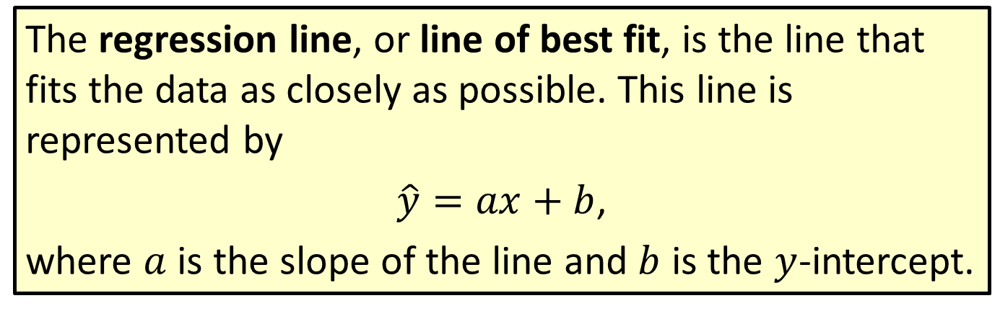 The regression line, or line of best fit, is the line that
fits the data as closely as possible. This line is
represented by
ŷ = ax + b,
where a is the slope of the line and b is the y-intercept.